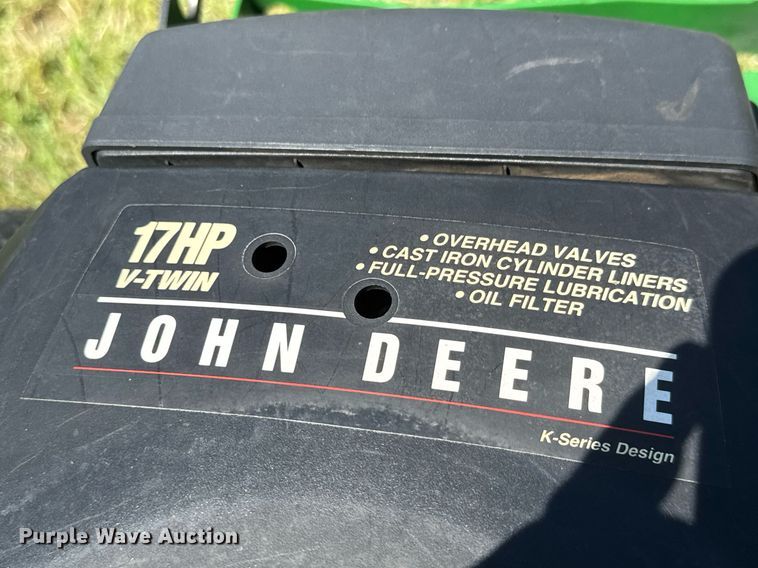 17HP
V-TWIN
• OVERHEAD VALVES
• CAST IRON CYLINDER LINERS
• FULL-PRESSURE LUBRICATION
• OIL FILTER
JOHN DEERE
K-Series Design
Purple Wave Auction